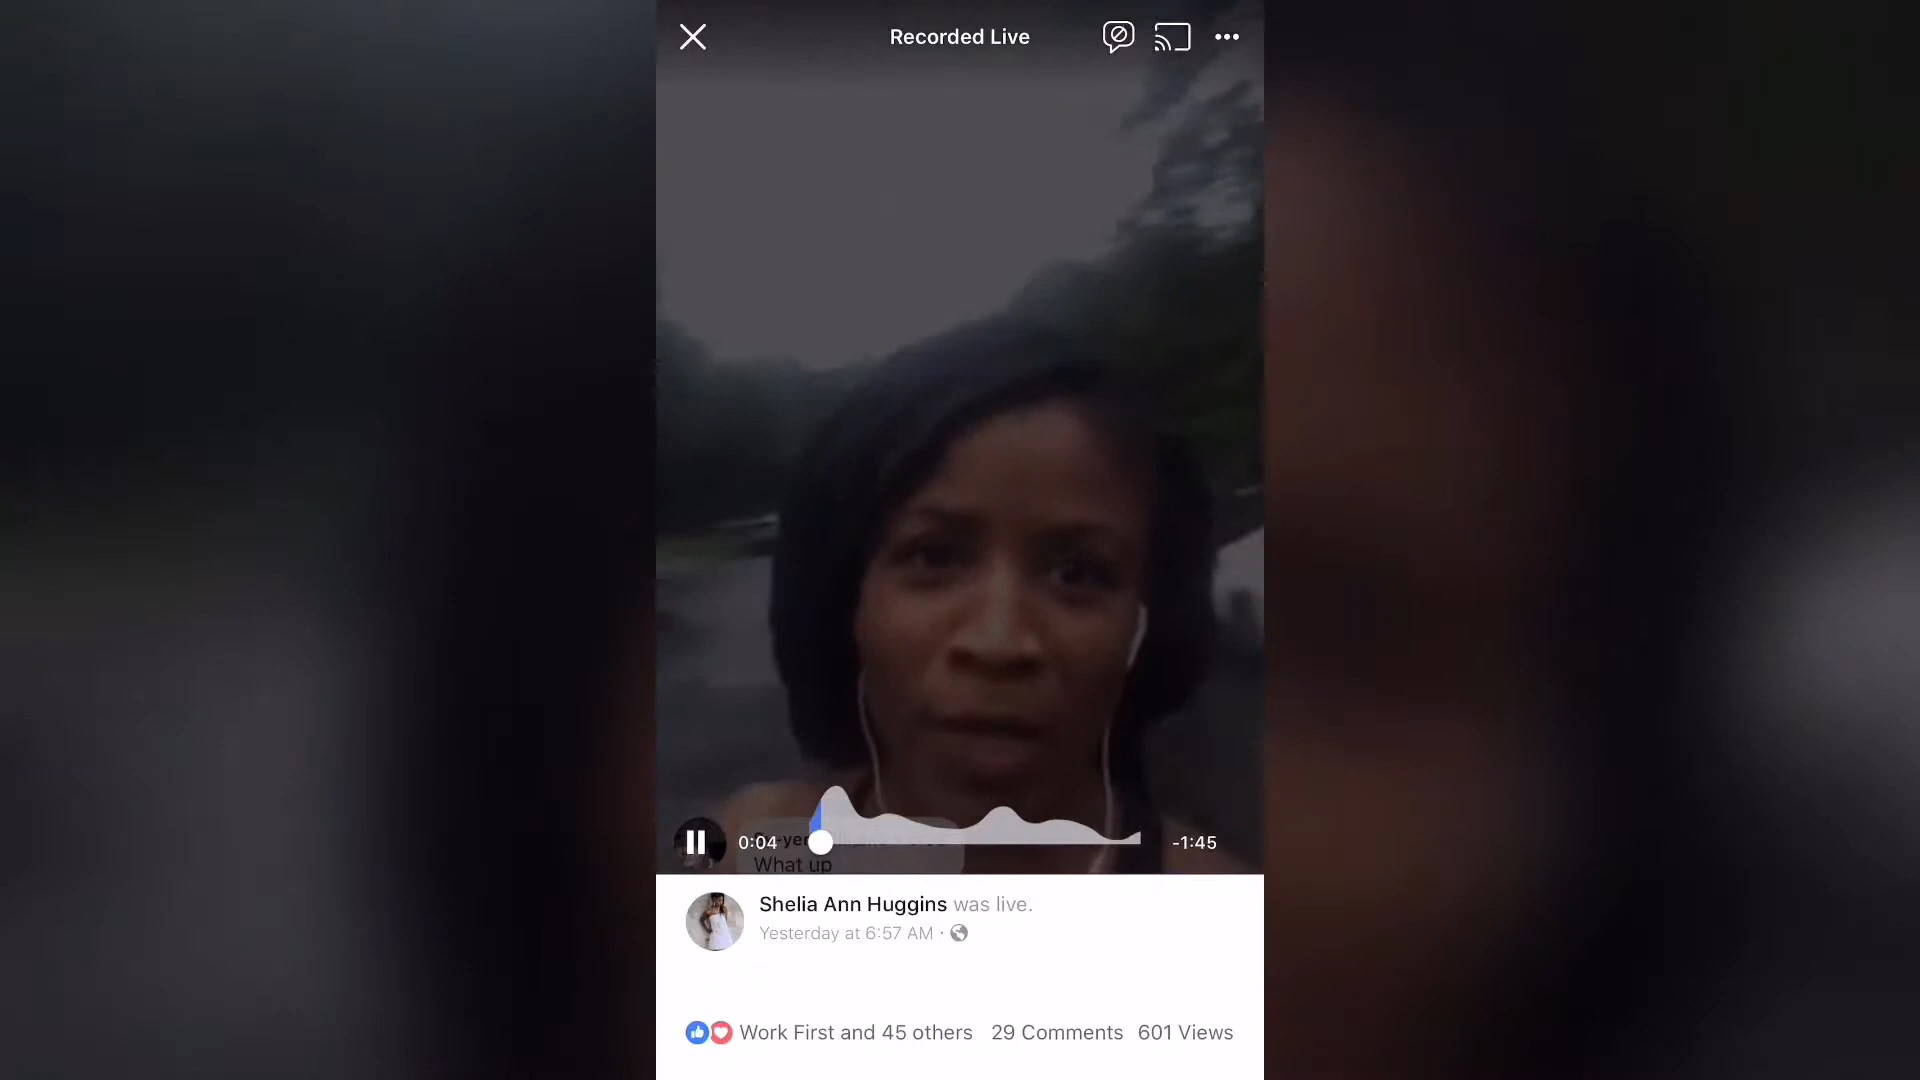 Recorded Live
0:04
-1:45
What up
Shelia Ann Huggins was live.
Yesterday at 6:57 AM ·
Work First and 45 others 29 Comments 601 Views